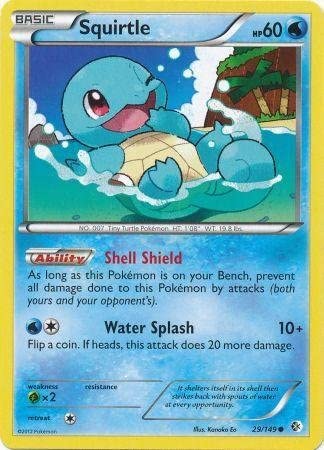 BASIC Squirtle HP60
NO. 007 Tiny Turtle Pokémon HT: 1'08" WT: 19.8 lbs.
Ability Shell Shield
As long as this Pokémon is on your Bench, prevent
all damage done to this Pokémon by attacks (both
yours and your opponent's).
Water Splash 10+
Flip a coin. If heads, this attack does 20 more damage.
weakness resistance
×2
retreat
It shelters itself in its shell then
strikes back with spouts of water
at every opportunity.
©2012 Pokémon Illus. Kanako Eo 29/149